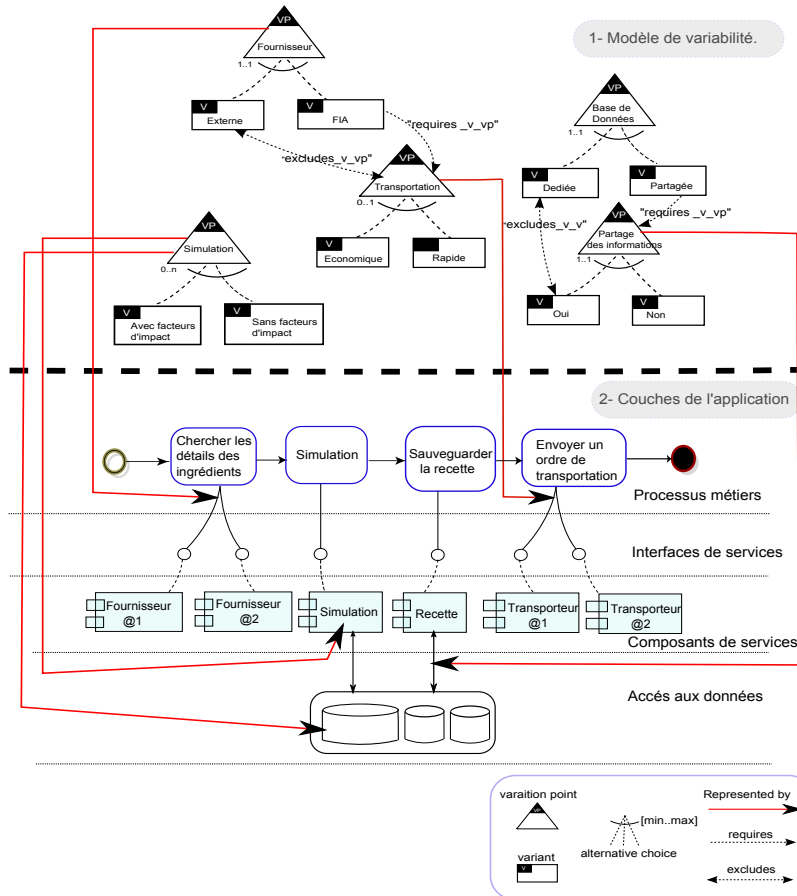 VP
Fournisseur
1..1
V
Externe
V
FIA
1- Modèle de variabilité.
VP
Base de
Données
1..1
V
Dediée
V
Partagée
"requires _v_vp"
"excludes_v_vp"
VP
Transportation
0..1
V
Economique
Rapide
excludes_v_v"
"requires _v_vp"
VP
Partage
des informations
1..1
V
Oui
V
Non
VP
Simulation
0..n
V
Avec facteurs
d'impact
V
Sans facteurs
d'impact
2- Couches de l'application
Chercher les
détails des
ingrédients
Simulation
Sauveguarder
la recette
Envoyer un
ordre de
transportation
Processus métiers
Interfaces de services
Fournisseur
@1
Fournisseur
@2
Simulation
Recette
Transporteur
@1
Transporteur
@2
Composants de services
Accés aux données
varaition point
VP
variant
V
[min..max]
alternative choice
Represented by
requires
excludes